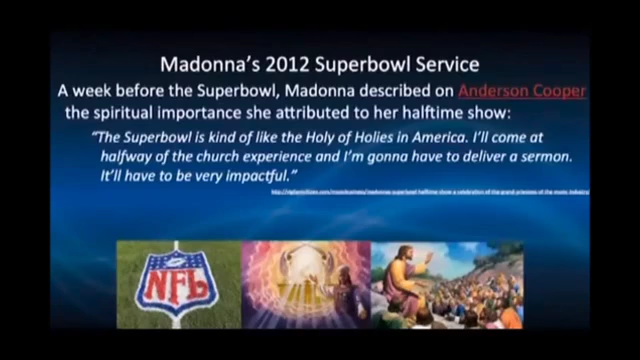 Madonna's 2012 Superbowl Service
A week before the Superbowl, Madonna described on Anderson Cooper
the spiritual importance she attributed to her halftime show:
"The Superbowl is kind of like the Holy of Holies in America. I'll come at
halfway of the church experience and I'm gonna have to deliver a sermon.
It'll have to be very impactful."
NFL